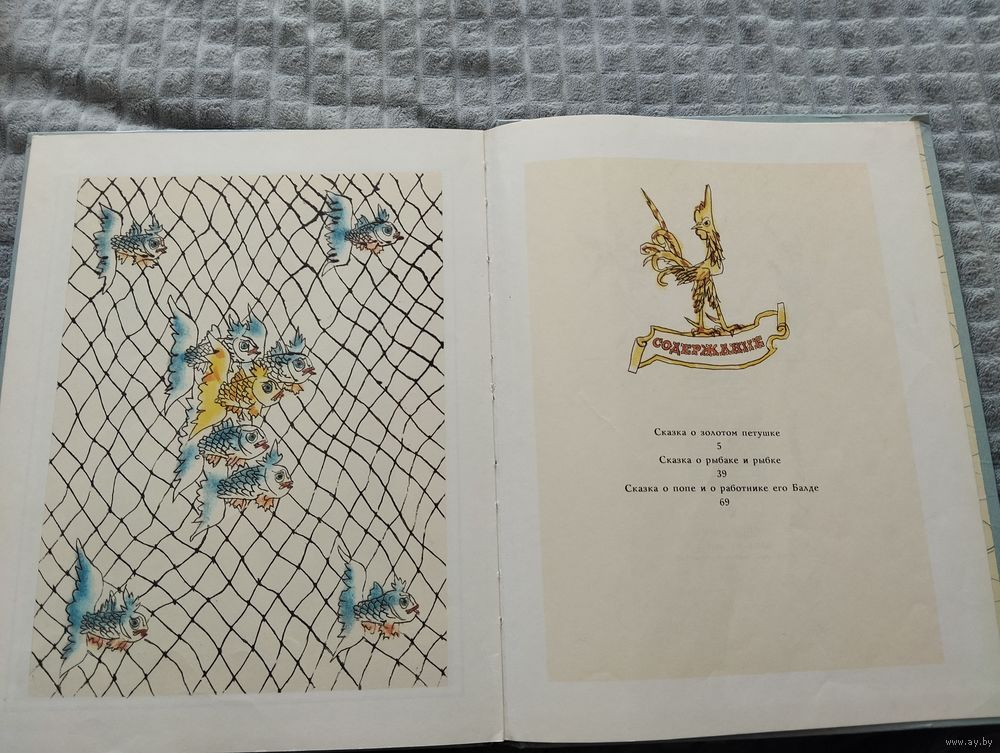 СОДЕРЖАНИЕ
Сказка о золотом петушке
5
Сказка о рыбаке и рыбке
39
Сказка о попе и о работнике его Балде
69
www.ay.by